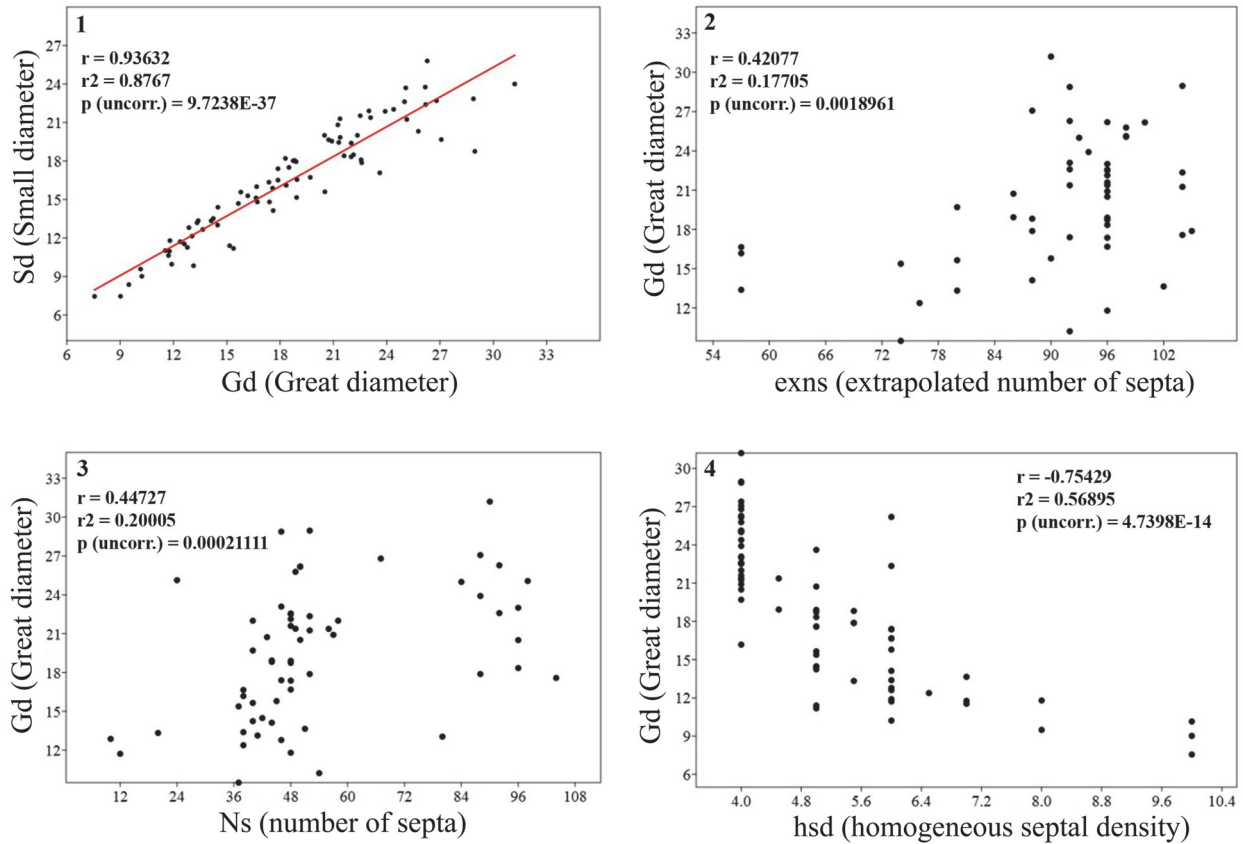 1
r = 0.93632
r2 = 0.8767
p (uncorr.) = 9.7238E-37
27
24
21
18
15
12
9
6
Sd (Small diameter)
6 9 12 15 18 21 24 27 30 33
Gd (Great diameter)
2
r = 0.42077
r2 = 0.17705
p (uncorr.) = 0.0018961
33
30
27
24
21
18
15
12
Gd (Great diameter)
54 60 66 72 78 84 90 96 102
exns (extrapolated number of septa)
3
r = 0.44727
r2 = 0.20005
p (uncorr.) = 0.00021111
33
30
27
24
21
18
15
12
Gd (Great diameter)
12 24 36 48 60 72 84 96 108
Ns (number of septa)
4
r = -0.75429
r2 = 0.56895
p (uncorr.) = 4.7398E-14
30
27
24
21
18
15
12
9
6
Gd (Great diameter)
4.0 4.8 5.6 6.4 7.2 8.0 8.8 9.6 10.4
hsd (homogeneous septal density)